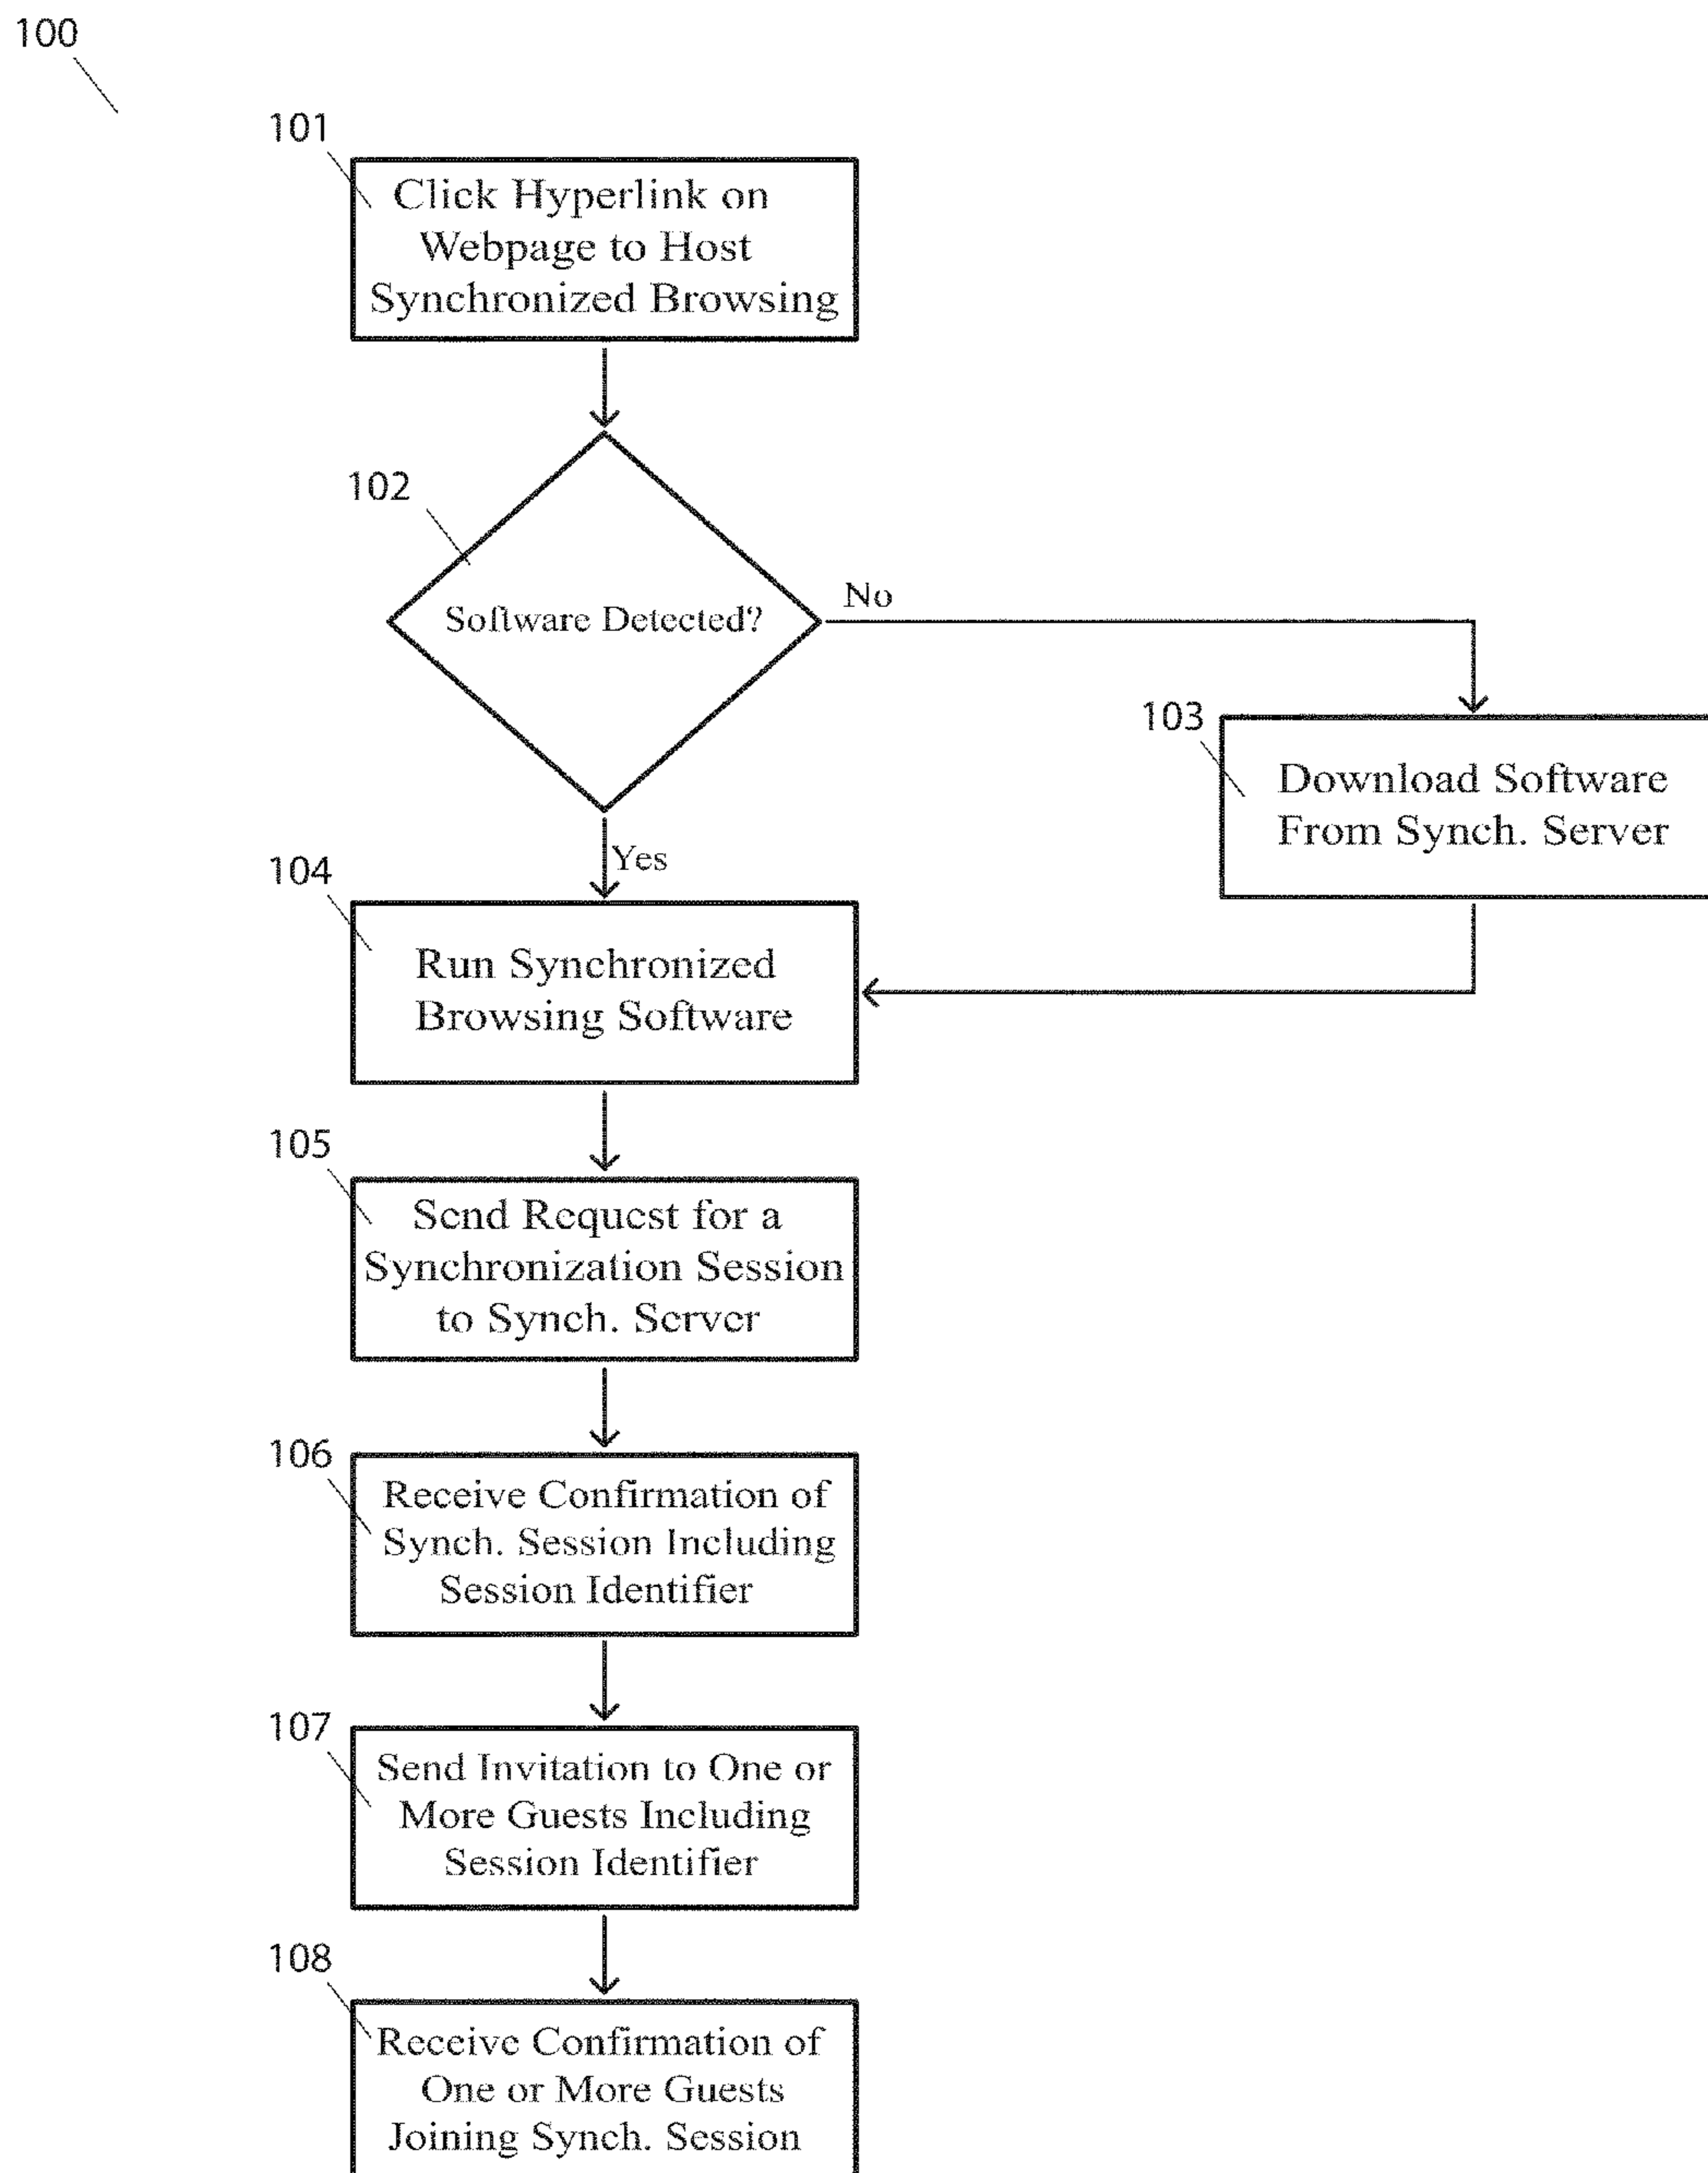 100
101
Click Hyperlink on
Webpage to Host
Synchronized Browsing
102
Software Detected?
No
103
Download Software
From Synch. Server
Yes
104
Run Synchronized
Browsing Software
105
Send Request for a
Synchronization Session
to Synch. Server
106
Receive Confirmation of
Synch. Session Including
Session Identifier
107
Send Invitation to One or
More Guests Including
Session Identifier
108
Receive Confirmation of
One or More Guests
Joining Synch. Session